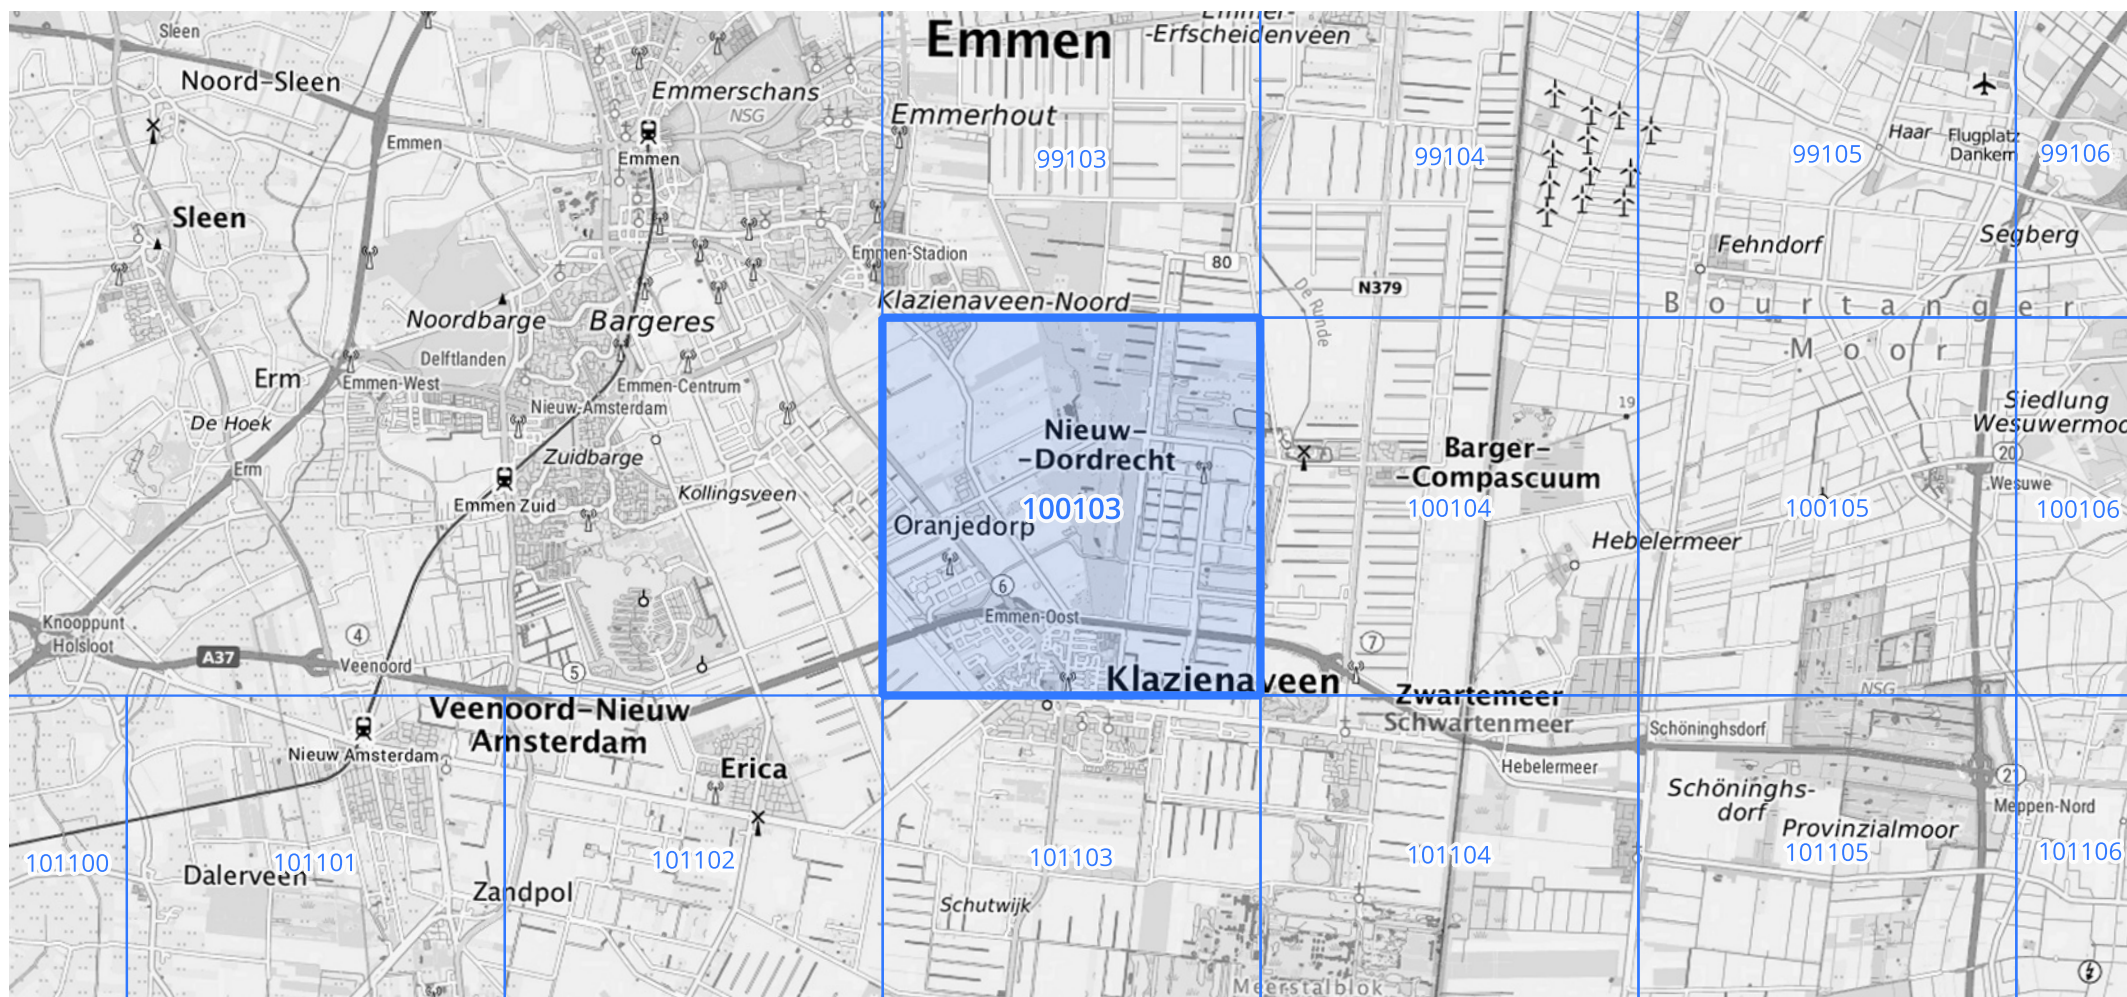 Sleen
Emmer-
-Erfscheidenveen
Emmen
Noord-Sleen
Emmerschans
NSG
Emmerhout
Emmen
Emmen
99103
99104
99105
99106
Haar
Flugplatz
Dankern
Sleen
Emmen-Stadion
80
Fehndorf
Segberg
N379
De Runde
Klazienaveen-Noord
Bourtanger
Moor
Noordbarge
Bargeres
Delftlanden
Erm
Emmen-West
Emmen-Centrum
Nieuw-Amsterdam
De Hoek
19
Siedlung
Wesuwermoo
Nieuw-
-Dordrecht
Barger-
-Compascuum
20
Wesuwe
Erm
Zuidbarge
Kollingsveen
Emmen Zuid
100103
100104
100105
100106
Oranjedorp
Hebelermeer
6
Emmen-Oost
Knooppunt
Holsloot
4
A37
Veenoord
5
7
Klazienaveen
Zwartemeer
Schwartenmeer
NSG
Veenoord-Nieuw
Amsterdam
Nieuw Amsterdam
Erica
Schöninghsdorf
Hebelermeer
21
Schöninghs-
dorf
Meppen-Nord
Provinzialmoor
101100
101101
101102
101103
101104
101105
101106
Dalerveen
Zandpol
Schutwijk
Meerstalblok